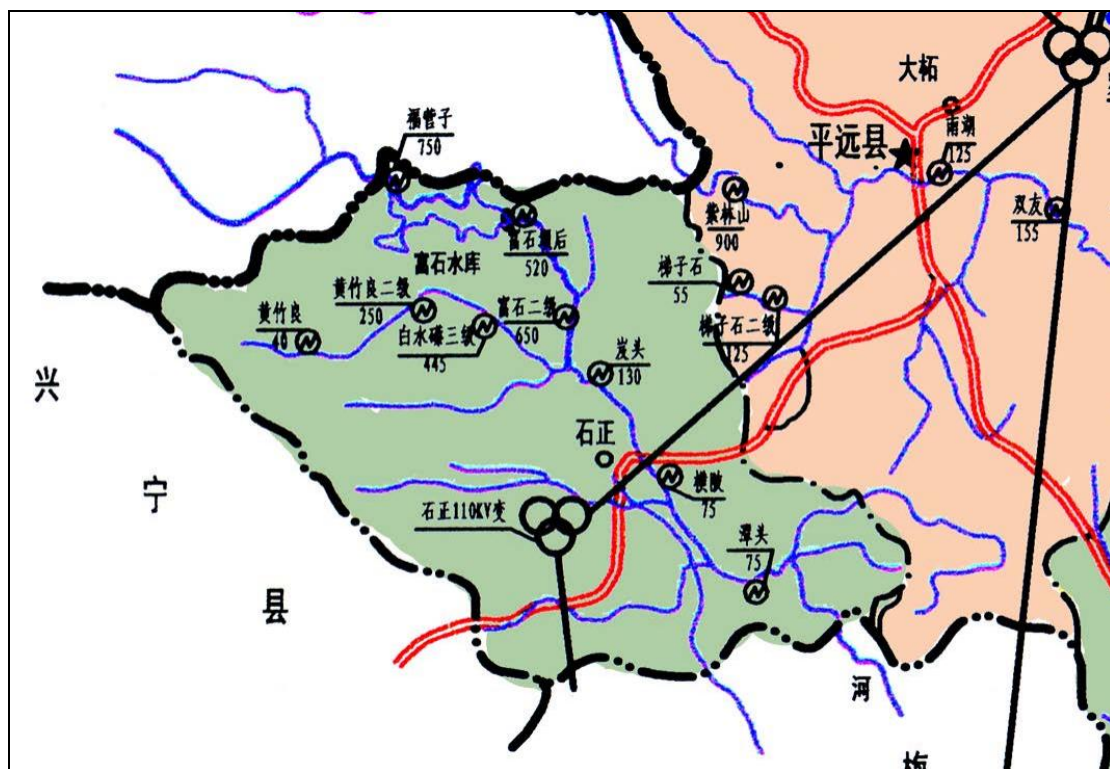 福营子
750
大柘
平远县
雨湖
125
紫林山
900
双友
155
富石坝后
520
富石水库
梯子石
55
黄竹良二级
250
富石二级
650
黄竹良
40
白水磜三级
445
梯子石二级
125
岌头
130
兴
宁
县
石正
石正110KV变
横陂
75
潭头
75
河
梅